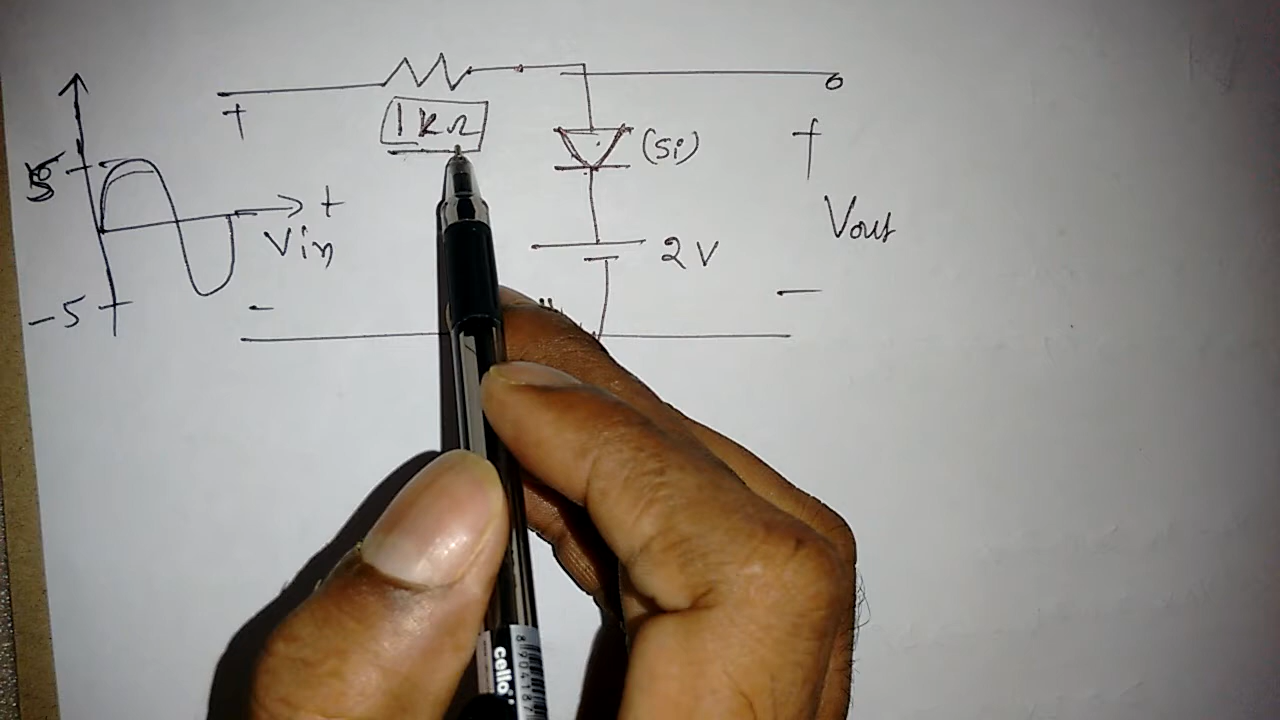 +
1kΩ
(Si)
+
5
t
Vin
Vout
2V
-
-5
-
cello